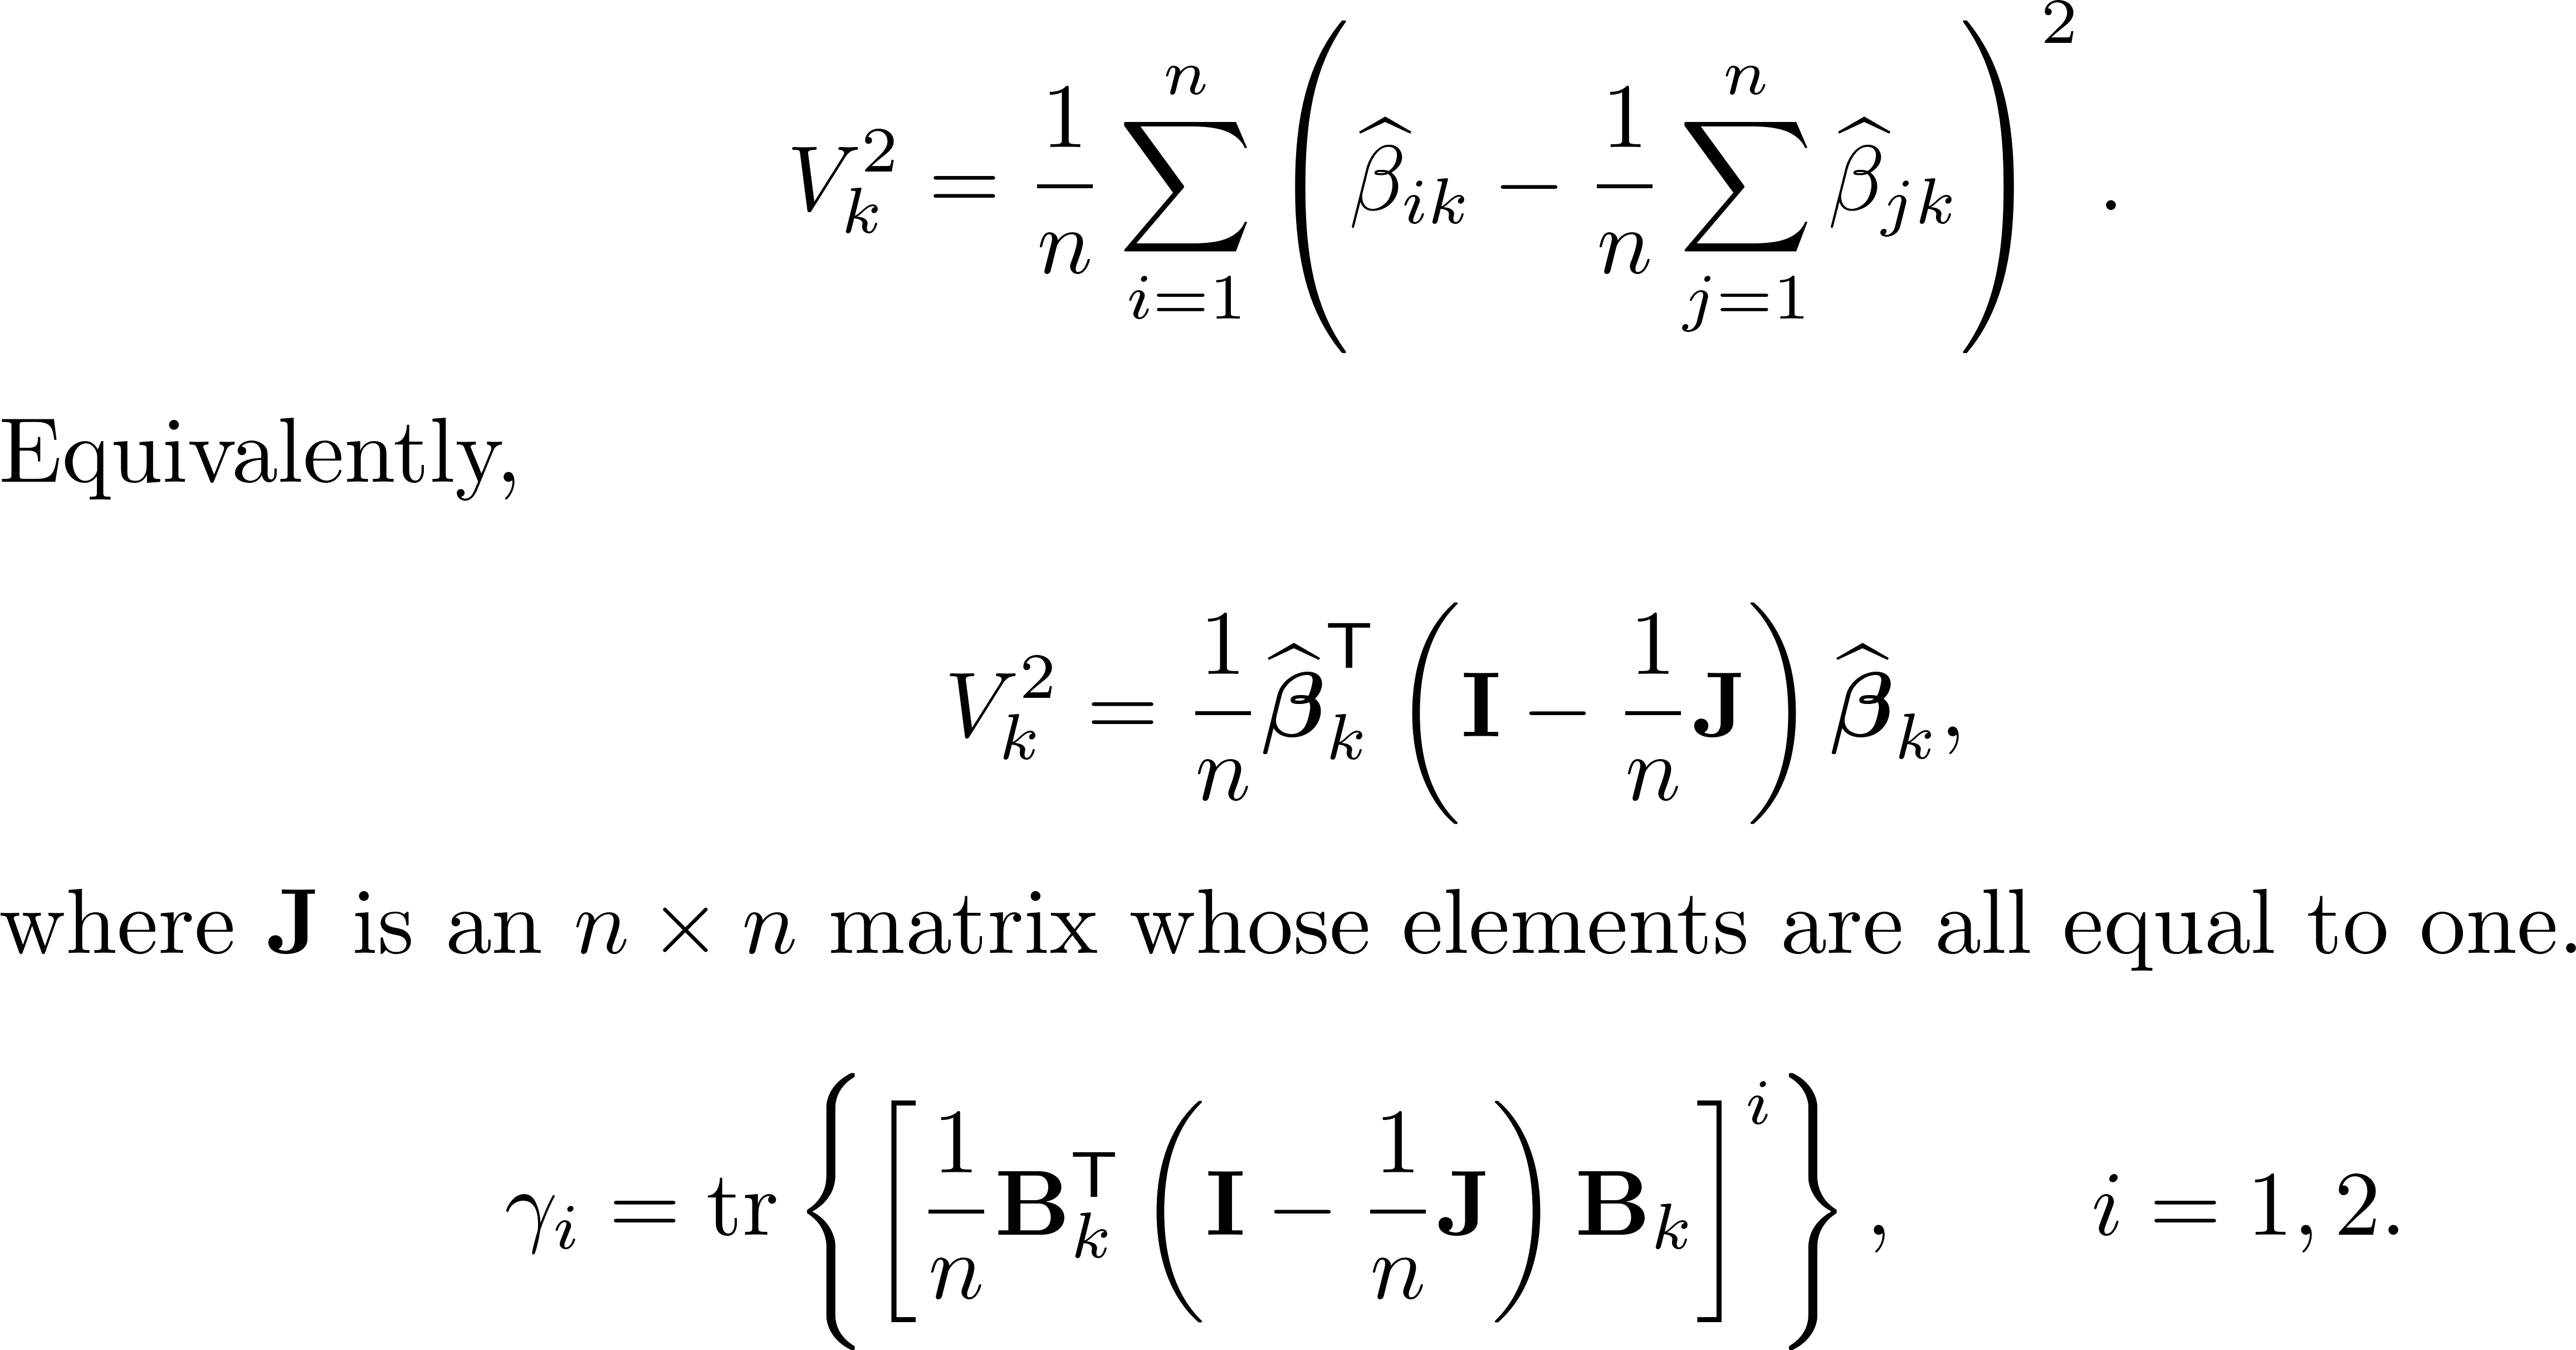 $V_k^2 = \frac{1}{n} \sum_{i=1}^{n} \left( \widehat{\beta}_{ik} - \frac{1}{n} \sum_{j=1}^{n} \widehat{\beta}_{jk} \right)^2 .$
Equivalently,
$V_k^2 = \frac{1}{n} \widehat{\boldsymbol{\beta}}_k^{\mathsf{T}} \left( \mathbf{I} - \frac{1}{n} \mathbf{J} \right) \widehat{\boldsymbol{\beta}}_k,$
where $\mathbf{J}$ is an $n \times n$ matrix whose elements are all equal to one.
$\gamma_i = \mathrm{tr} \left\{ \left[ \frac{1}{n} \mathbf{B}_k^{\mathsf{T}} \left( \mathbf{I} - \frac{1}{n} \mathbf{J} \right) \mathbf{B}_k \right]^i \right\}, \qquad i = 1, 2.$